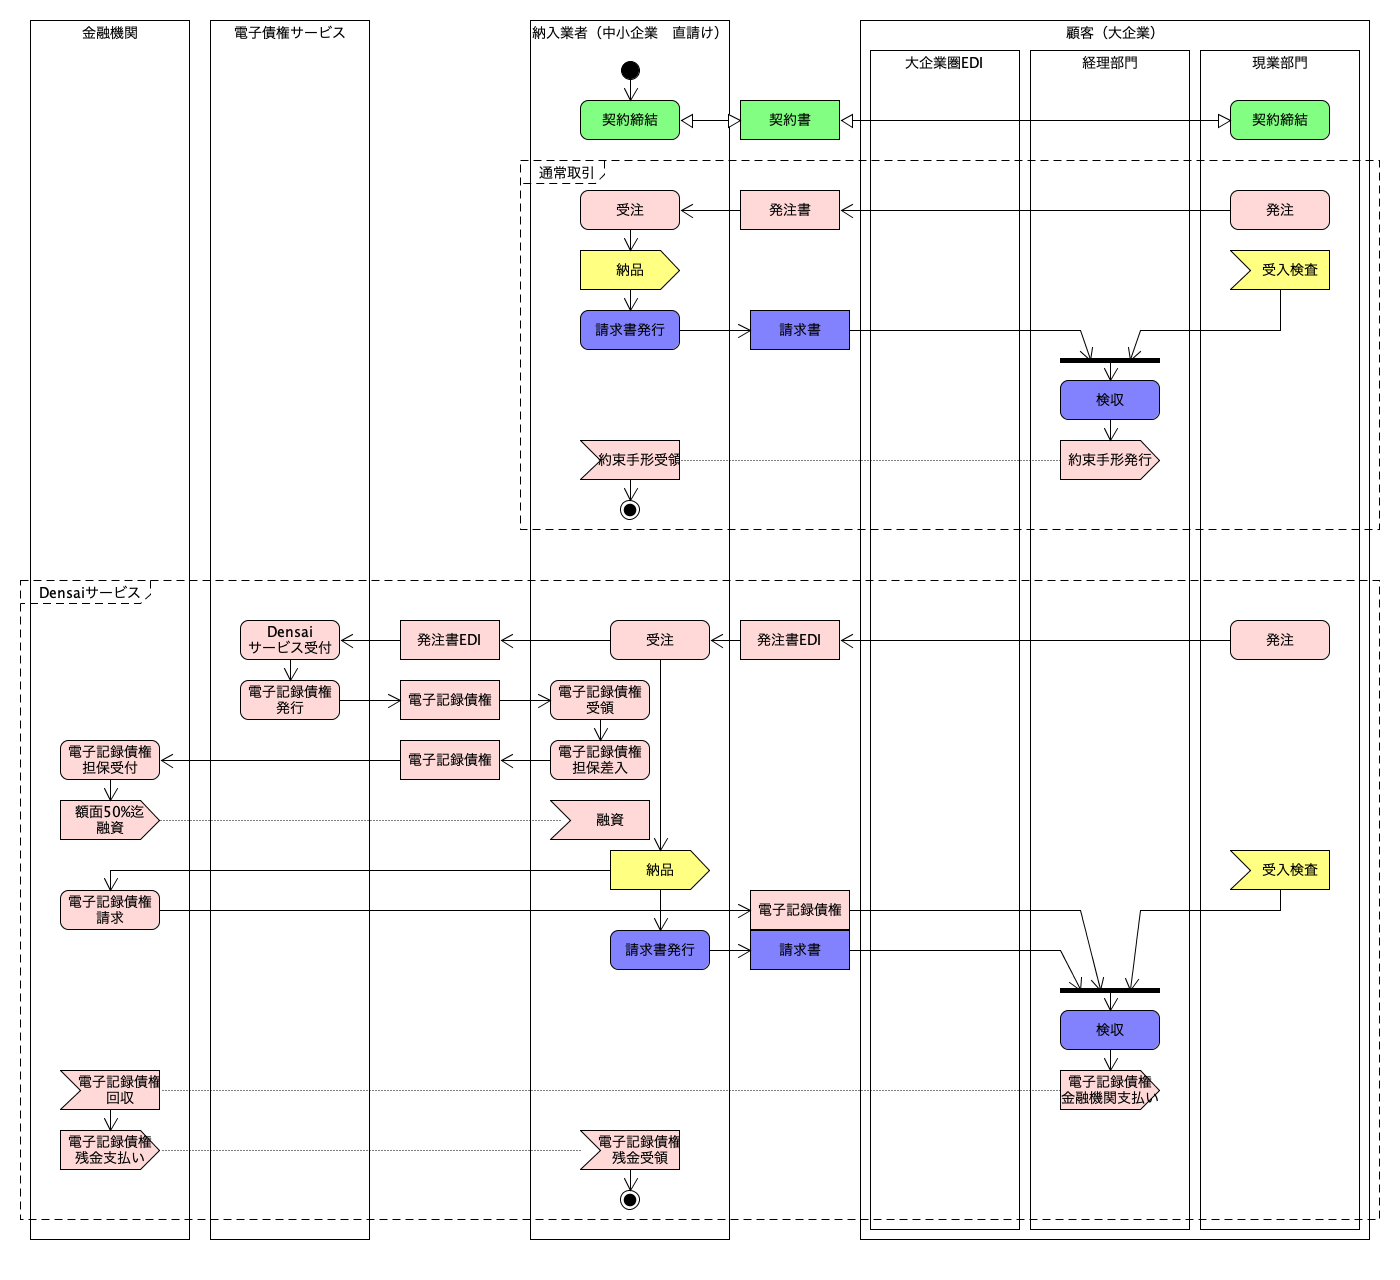 金融機関
電子債権サービス
納入業者（中小企業　直請け）
顧客（大企業）
大企業圏EDI
経理部門
現業部門
契約締結
契約書
契約締結
通常取引
受注
発注書
発注
納品
受入検査
請求書発行
請求書
検収
約束手形受領
約束手形発行
Densaiサービス
Densai
サービス受付
発注書EDI
受注
発注書EDI
発注
電子記録債権
発行
電子記録債権
電子記録債権
受領
電子記録債権
担保受付
電子記録債権
電子記録債権
担保差入
額面50%迄
融資
融資
納品
受入検査
電子記録債権
請求
電子記録債権
請求書発行
請求書
検収
電子記録債権
回収
電子記録債権
金融機関支払い
電子記録債権
残金支払い
電子記録債権
残金受領